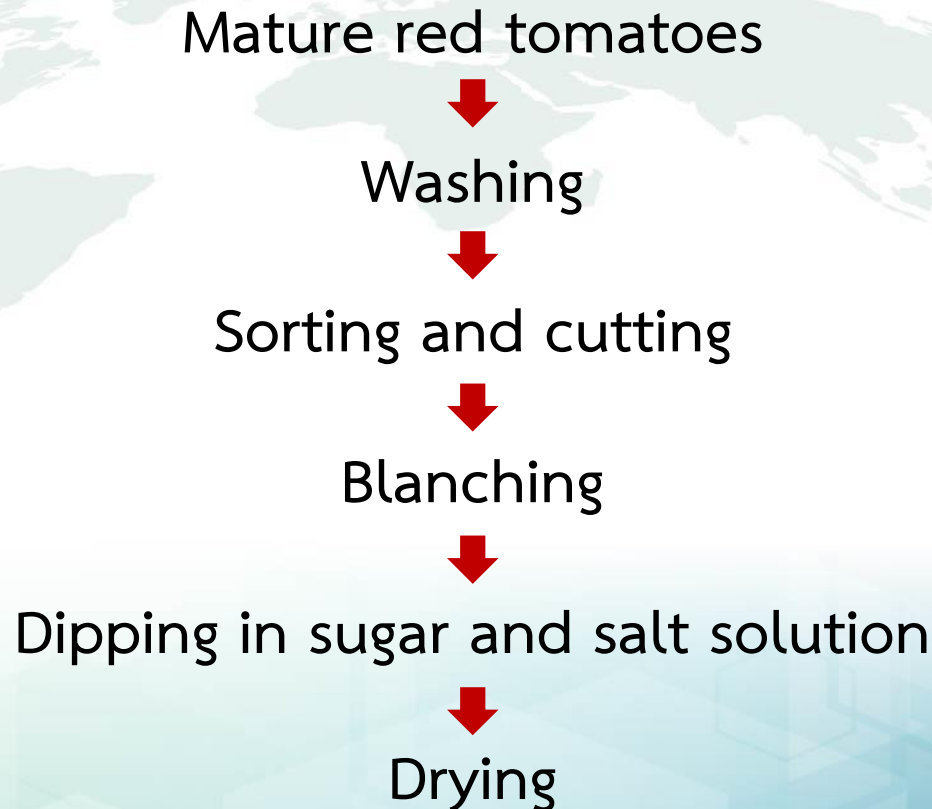 Mature red tomatoes
Washing
Sorting and cutting
Blanching
Dipping in sugar and salt solution
Drying